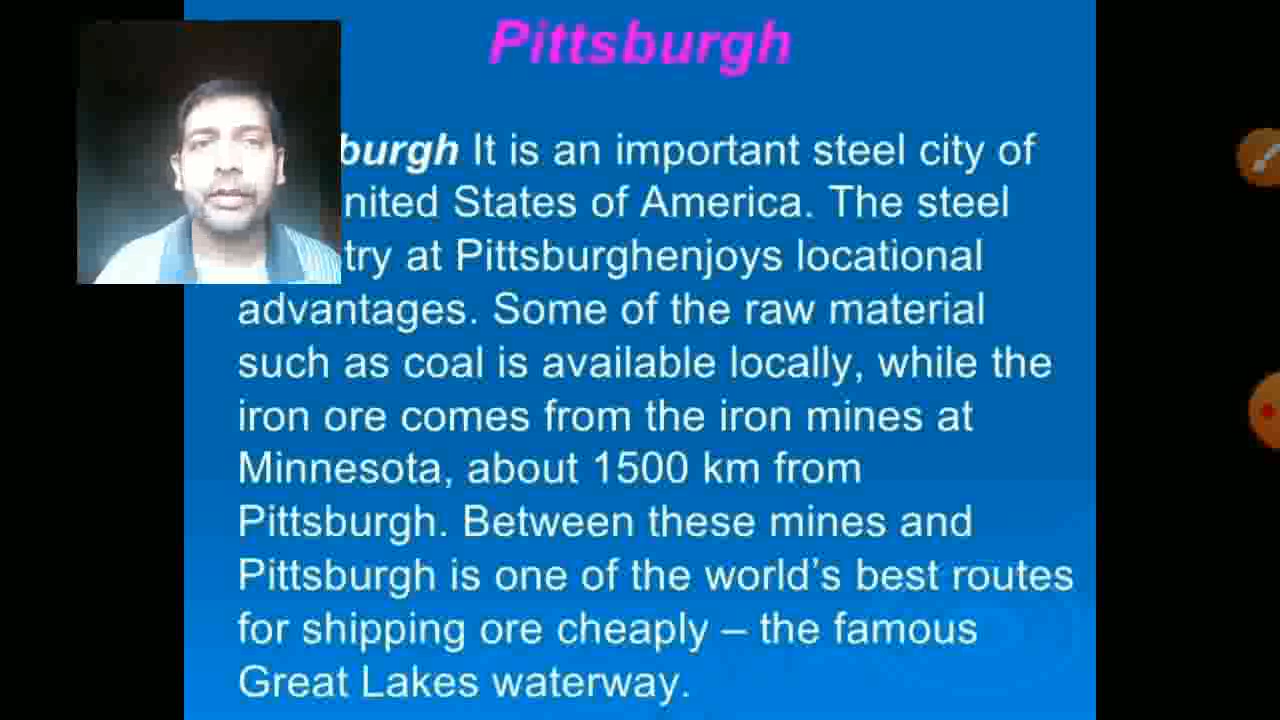 Pittsburgh
burgh It is an important steel city of
nited States of America. The steel
try at Pittsburghenjoys locational
advantages. Some of the raw material
such as coal is available locally, while the
iron ore comes from the iron mines at
Minnesota, about 1500 km from
Pittsburgh. Between these mines and
Pittsburgh is one of the world's best routes
for shipping ore cheaply – the famous
Great Lakes waterway.